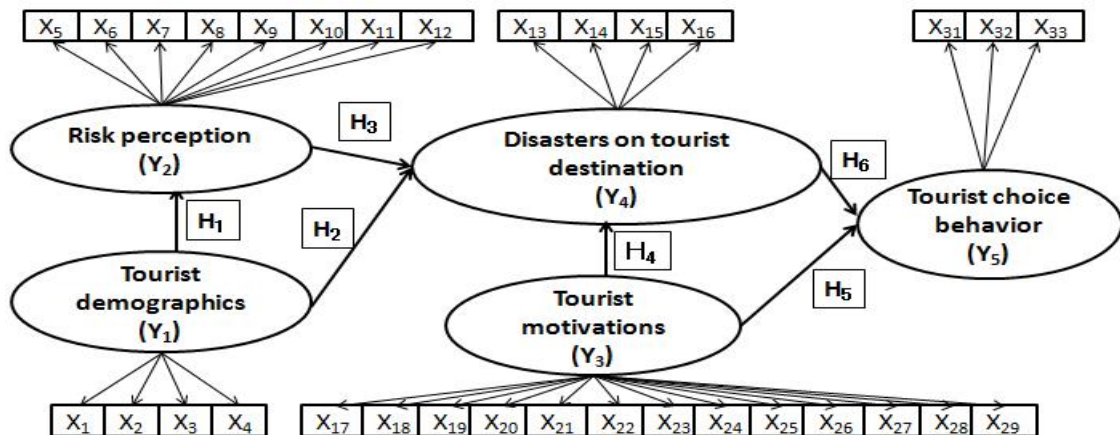 X5 X6 X7 X8 X9 X10 X11 X12
X13 X14 X15 X16
X31 X32 X33
Risk perception
(Y2)
H3
Disasters on tourist
destination
(Y4)
H6
Tourist choice
behavior
(Y5)
H1
H2
H4
H5
Tourist
demographics
(Y1)
Tourist
motivations
(Y3)
X1 X2 X3 X4
X17 X18 X19 X20 X21 X22 X23 X24 X25 X26 X27 X28 X29